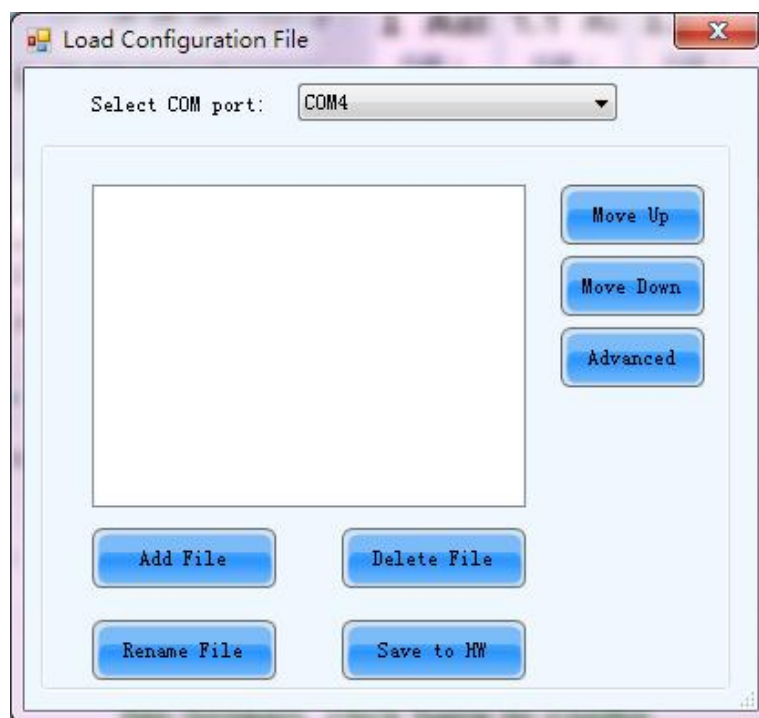 Load Configuration File
Select COM port: COM4
Move Up
Move Down
Advanced
Add File Delete File
Rename File Save to HW